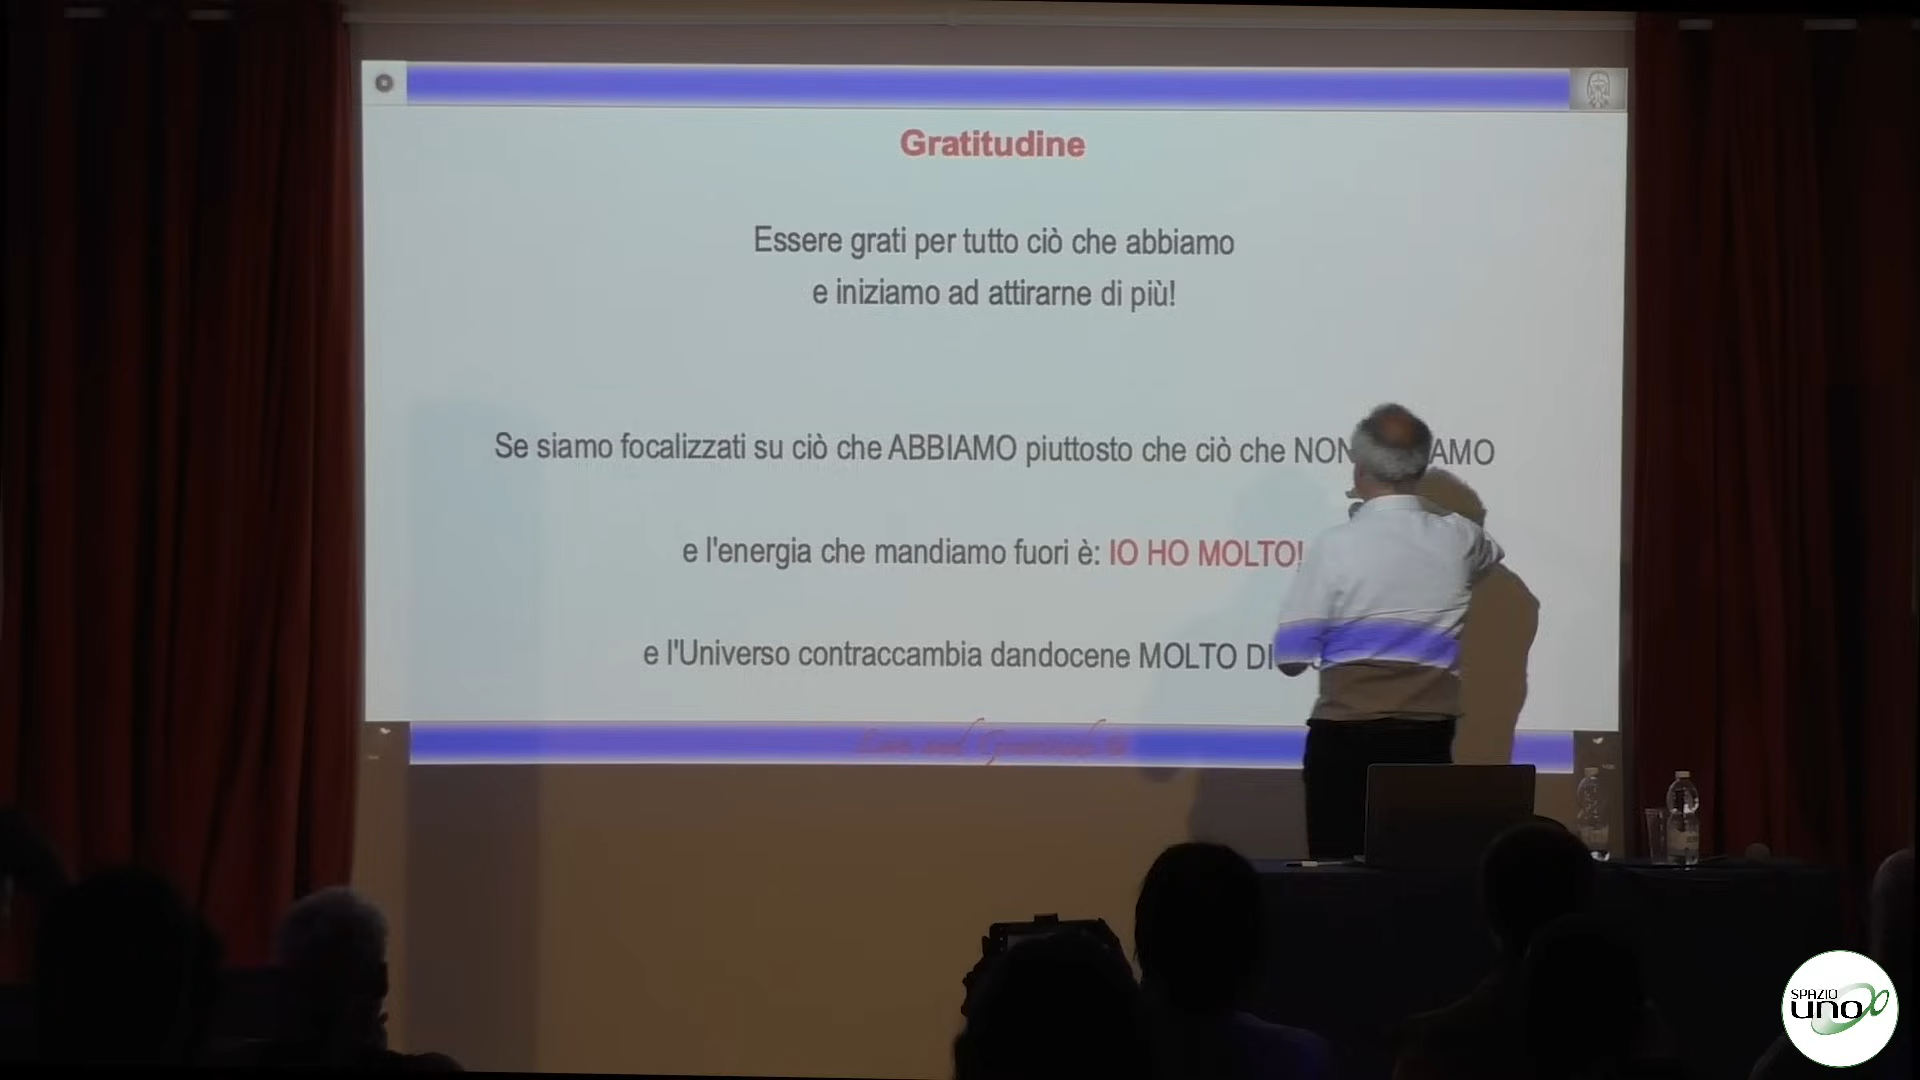 Gratitudine
Essere grati per tutto ciò che abbiamo
e iniziamo ad attirarne di più!
Se siamo focalizzati su ciò che ABBIAMO piuttosto che ciò che NON AMO
e l'energia che mandiamo fuori è: IO HO MOLTO!
e l'Universo contraccambia dandocene MOLTO DI
SPAZIO
uno